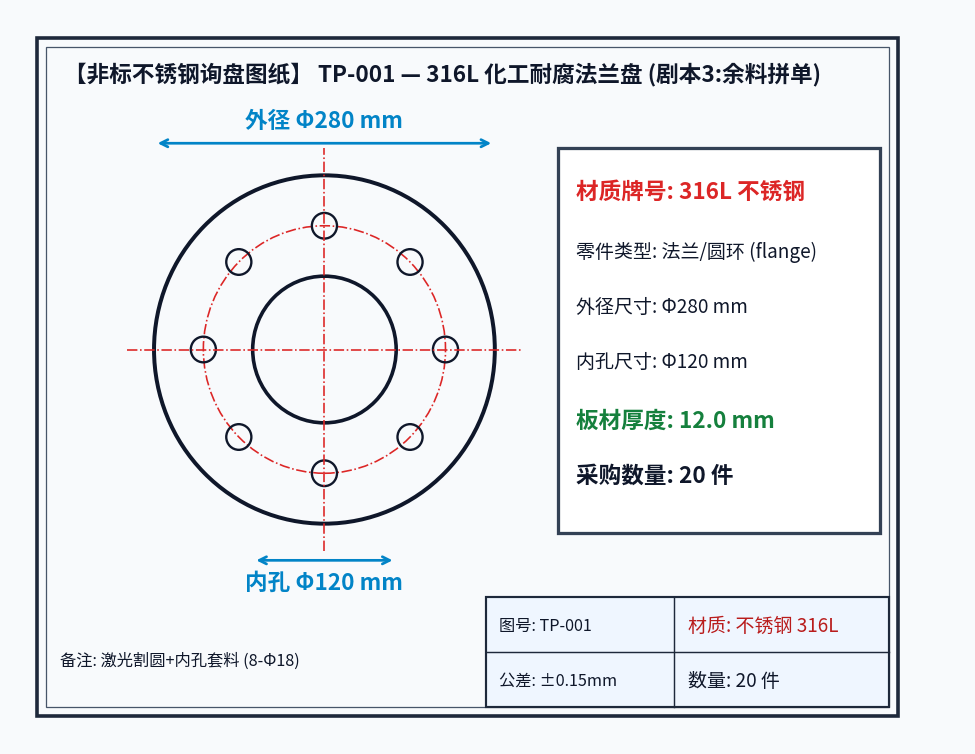 【非标不锈钢询盘图纸】 TP-001 — 316L 化工耐腐法兰盘 (剧本3:余料拼单)
外径 Φ280 mm
材质牌号: 316L 不锈钢
零件类型: 法兰/圆环 (flange)
外径尺寸: Φ280 mm
内孔尺寸: Φ120 mm
板材厚度: 12.0 mm
采购数量: 20 件
内孔 Φ120 mm
备注: 激光割圆+内孔套料 (8-Φ18)
图号: TP-001
材质: 不锈钢 316L
公差: ±0.15mm
数量: 20 件